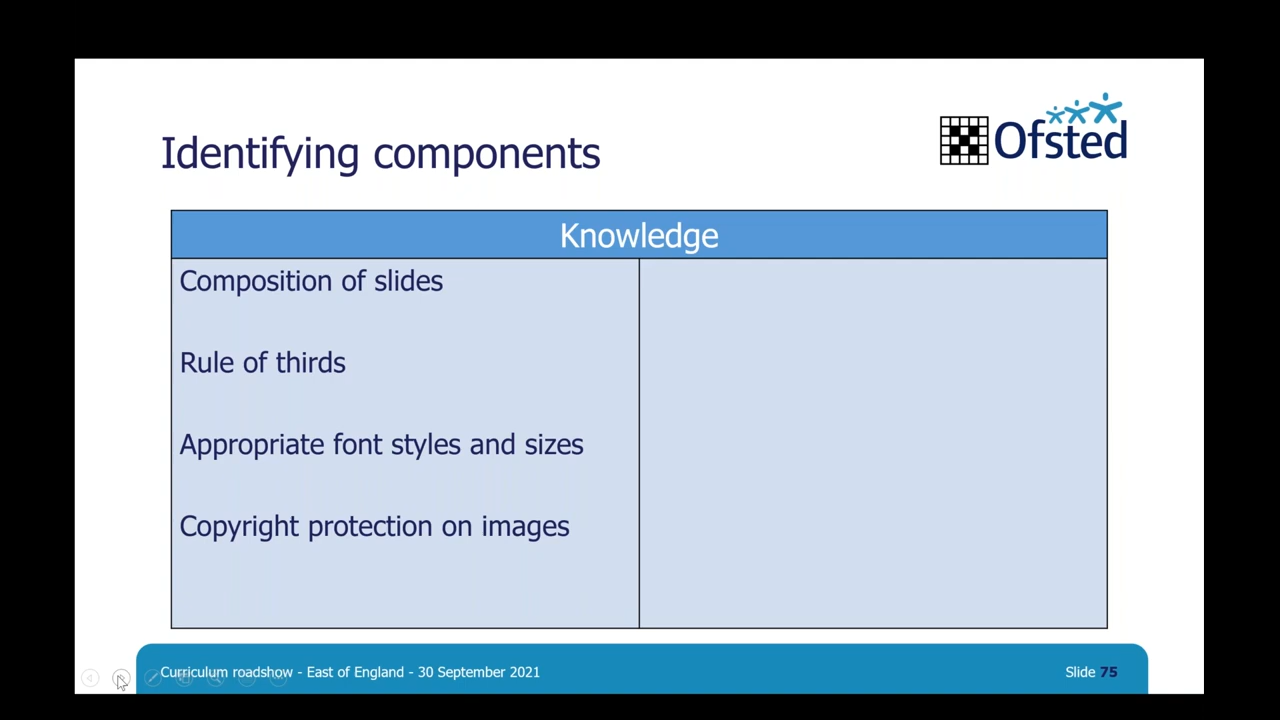 Identifying components
Ofsted
Knowledge
Composition of slides
Rule of thirds
Appropriate font styles and sizes
Copyright protection on images
Curriculum roadshow - East of England - 30 September 2021
Slide 75